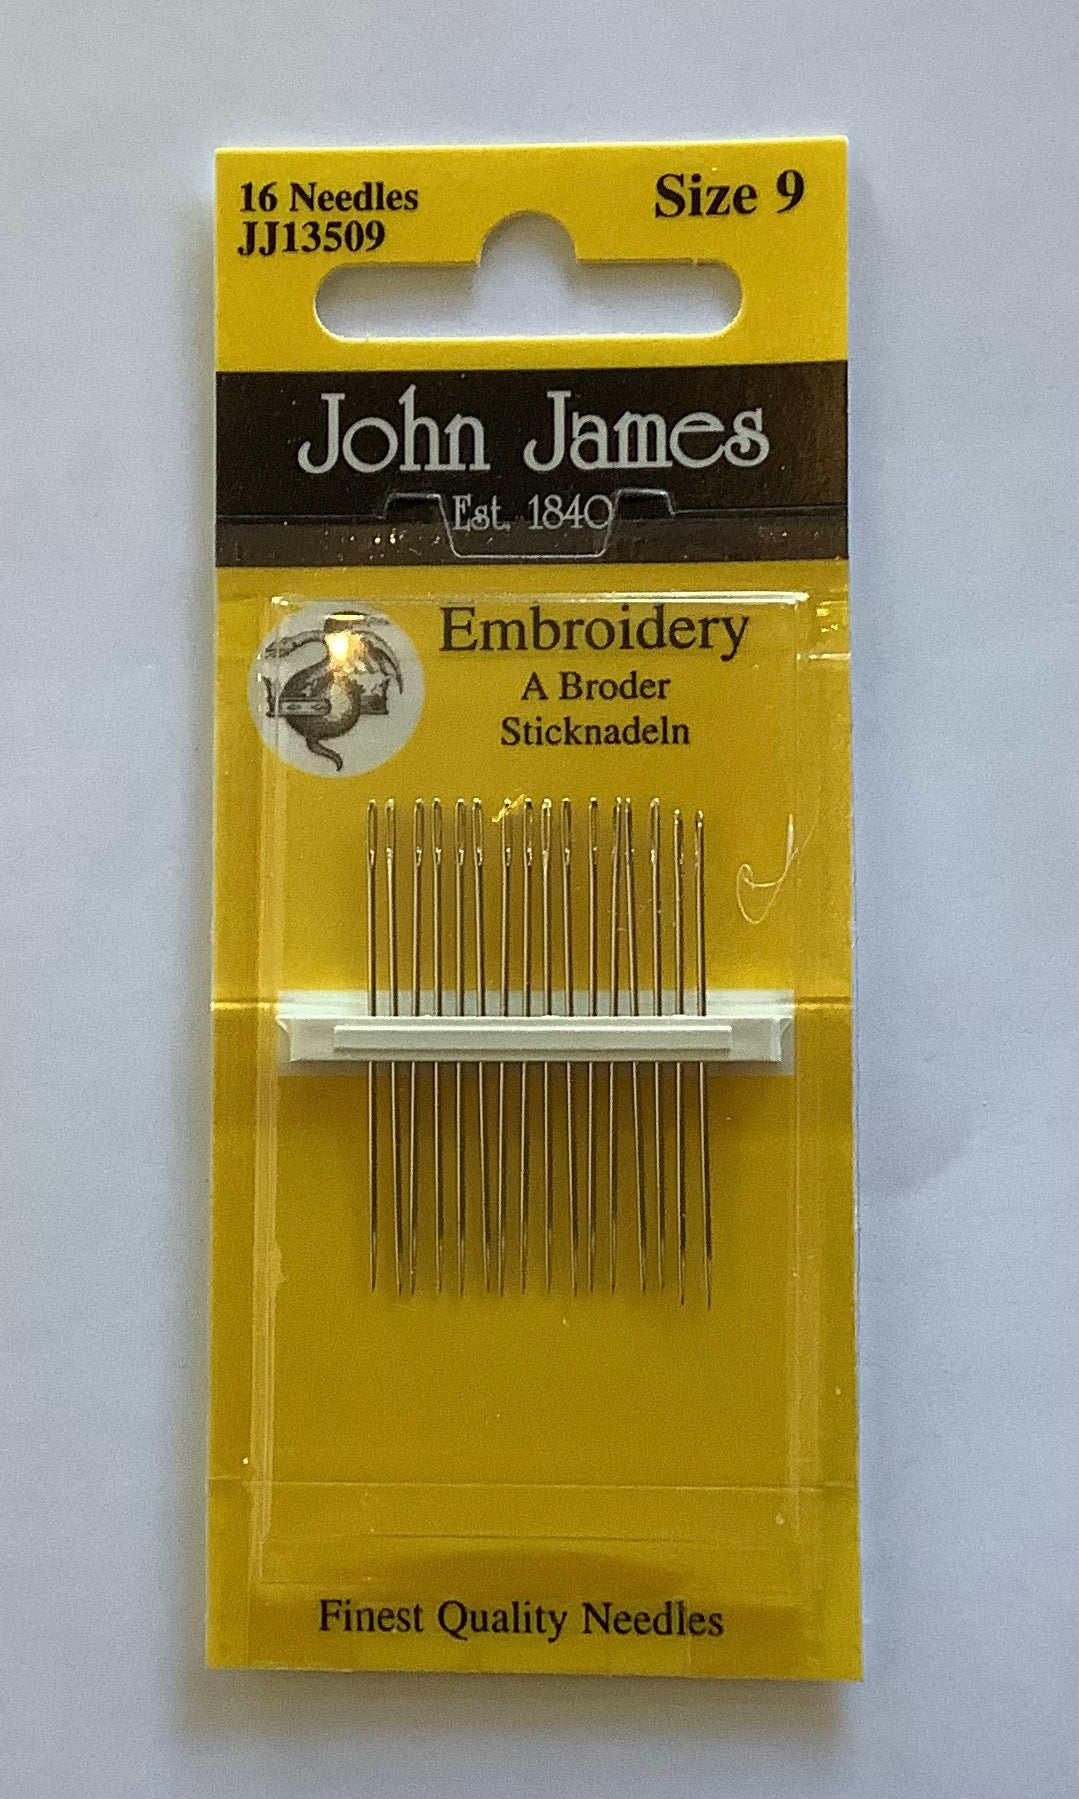 16 Needles
JJ13509
Size 9
John James
Est. 1840
Embroidery
A Broder
Sticknadeln
Finest Quality Needles